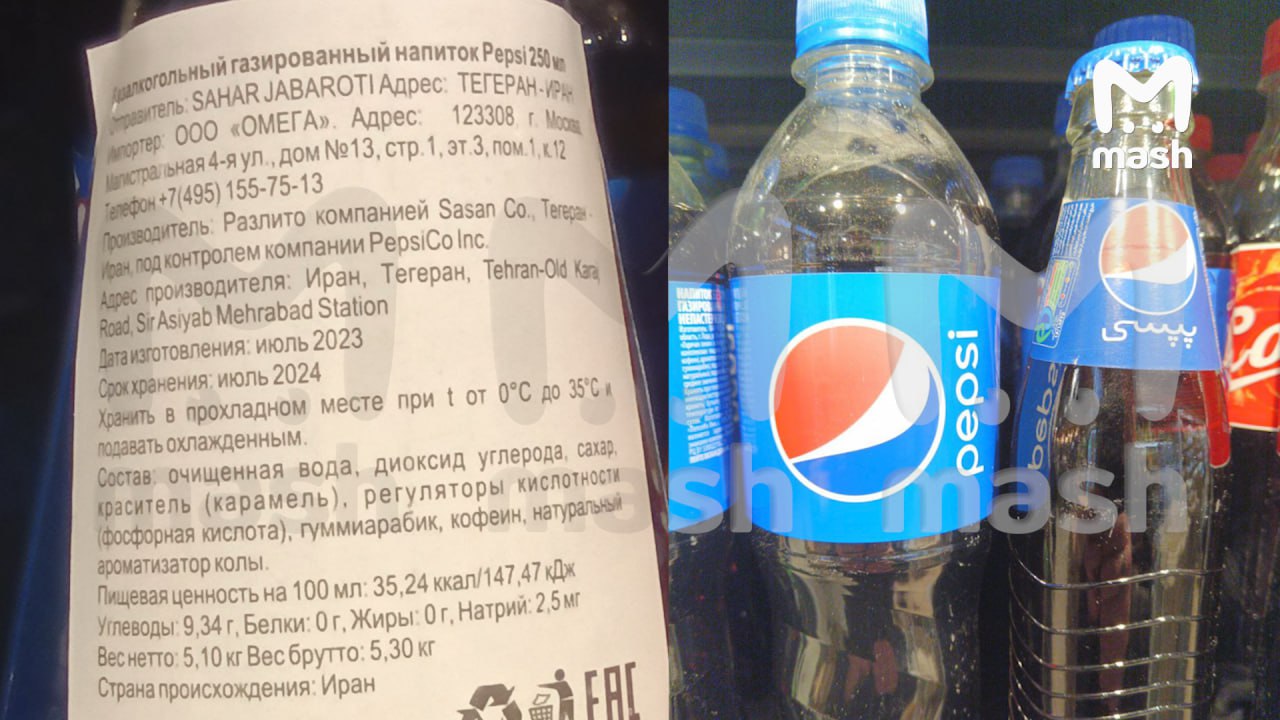 Безалкогольный газированный напиток Pepsi 250 мл
Отправитель: SAHAR JABAROTI Адрес: ТЕГЕРАН-ИРАН
Импортер: ООО «ОМЕГА». Адрес: 123308, г. Москва,
Магистральная 4-я ул., дом №13, стр.1, эт.3, пом.1, к.12
Телефон +7(495) 155-75-13
Производитель: Разлито компанией Sasan Co., Тегеран-
Иран, под контролем компании PepsiCo Inc.
Адрес производителя: Иран, Тегеран, Tehran-Old Karaj
Road, Sir Asiyab Mehrabad Station
Дата изготовления: июль 2023
Срок хранения: июль 2024
Хранить в прохладном месте при t от 0°С до 35°С и
подавать охлажденным.
Состав: очищенная вода, диоксид углерода, сахар,
краситель (карамель), регуляторы кислотности
(фосфорная кислота), гуммиарабик, кофеин, натуральный
ароматизатор колы.
Пищевая ценность на 100 мл: 35,24 ккал/147,47 кДж
Углеводы: 9,34 г, Белки: 0 г, Жиры: 0 г, Натрий: 2,5 мг
Вес нетто: 5,10 кг Вес брутто: 5,30 кг
Страна происхождения: Иран
EAC
НАПИТОК
pepsi
پپسی
mash
mash
mash
mash